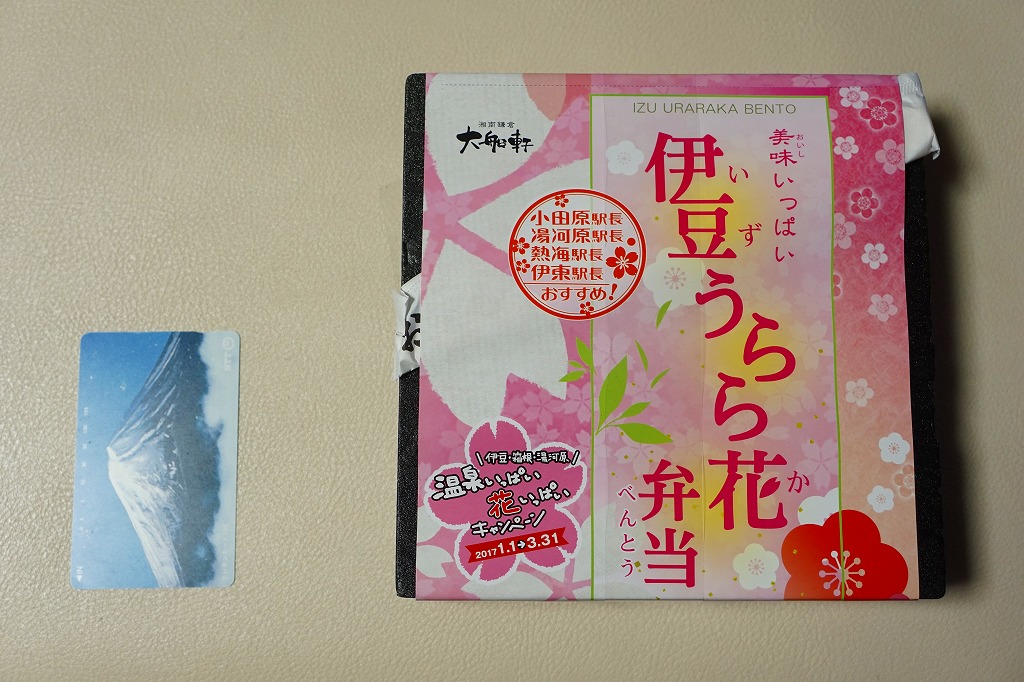 IZU URARAKA BENTO
湘南鎌倉
大船軒
美味いっぱい
おいし
伊豆うらら花
いず
か
弁当
べんとう
小田原駅長
湯河原駅長
熱海駅長
伊東駅長
おすすめ!
伊豆・箱根・湯河原
温泉いっぱい
花いっぱい
キャンペーン
2017 1.1→3.31
お